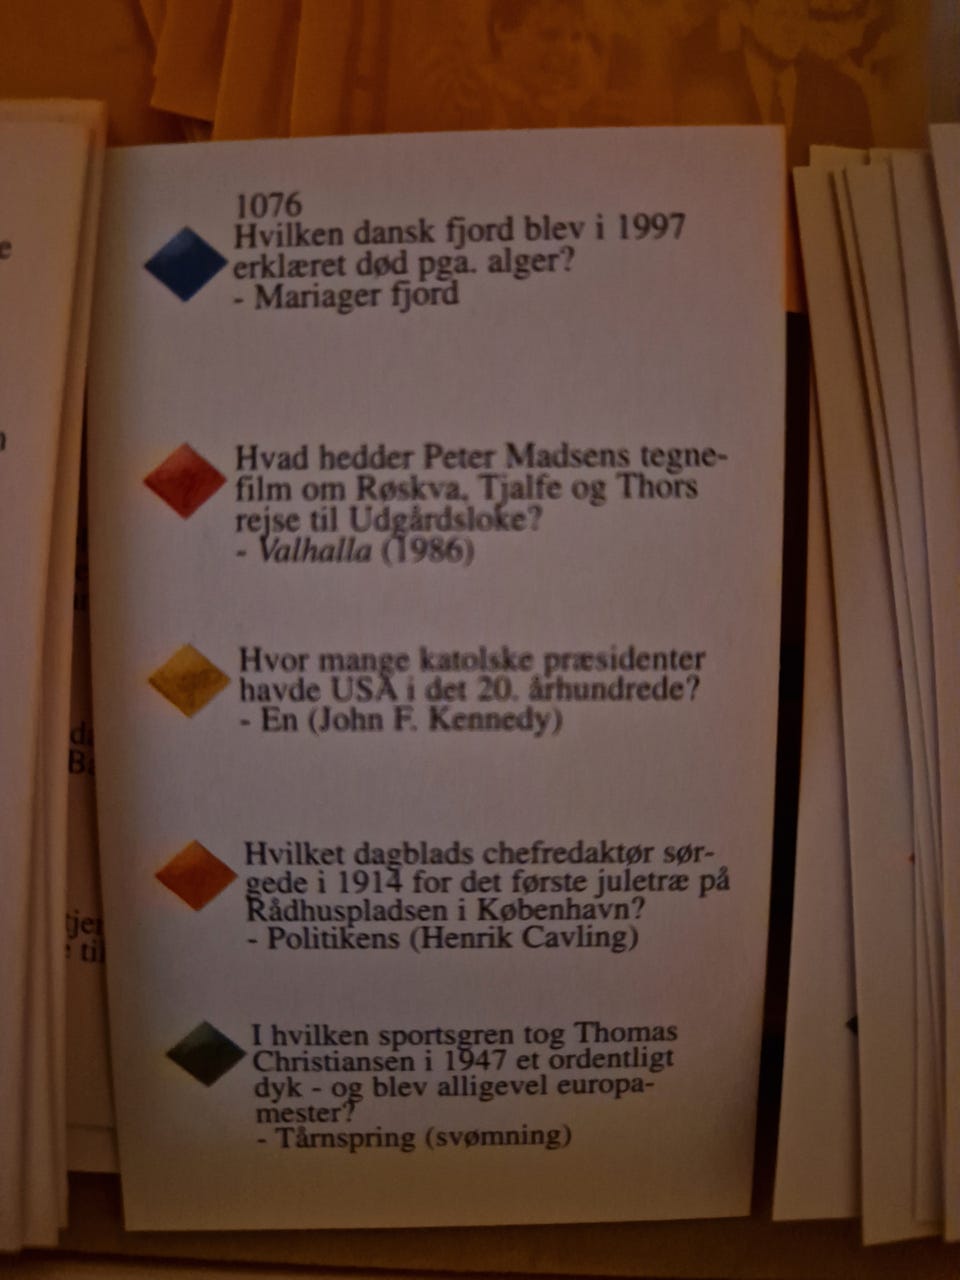 1076
Hvilken dansk fjord blev i 1997
erklæret død pga. alger?
- Mariager fjord
Hvad hedder Peter Madsens tegne-
film om Røskva, Tjalfe og Thors
rejse til Udgårdsloke?
- Valhalla (1986)
Hvor mange katolske præsidenter
havde USA i det 20. århundrede?
- En (John F. Kennedy)
Hvilket dagblads chefredaktør sør-
gede i 1914 for det første juletræ på
Rådhuspladsen i København?
- Politikens (Henrik Cavling)
I hvilken sportsgren tog Thomas
Christiansen i 1947 et ordentligt
dyk - og blev alligevel europa-
mester?
- Tårnspring (svømning)